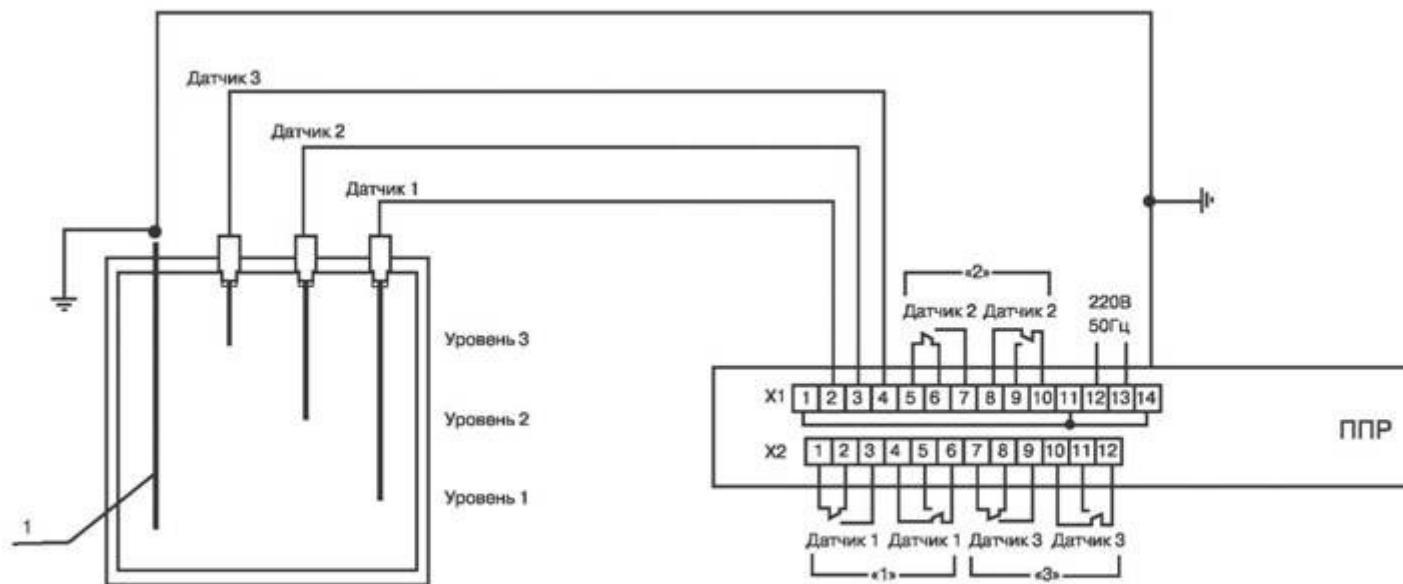 Датчик 3
Датчик 2
Датчик 1
Уровень 3
Уровень 2
Уровень 1
1
«2»
Датчик 2 Датчик 2
220В
50Гц
X1 1 2 3 4 5 6 7 8 9 10 11 12 13 14
ППР
X2 1 2 3 4 5 6 7 8 9 10 11 12
Датчик 1 Датчик 1 Датчик 3 Датчик 3
«1» «3»